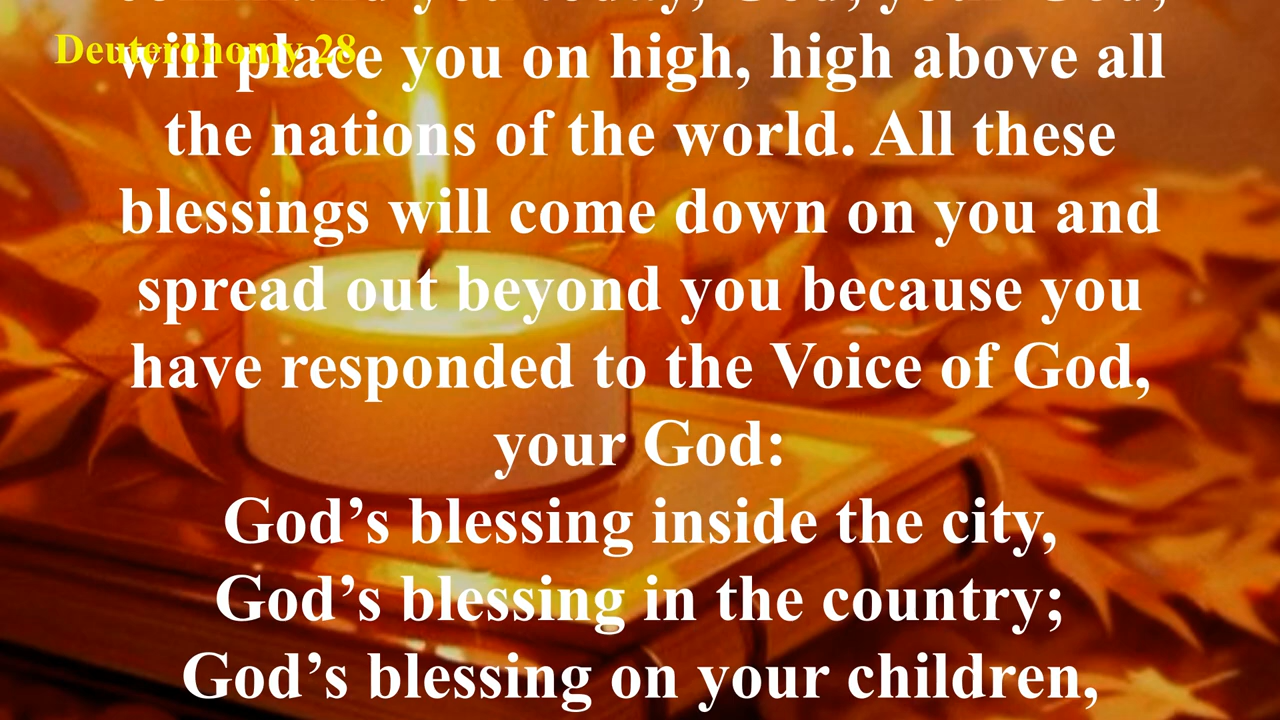 Deuteronomy 28
will place you on high, high above all
the nations of the world. All these
blessings will come down on you and
spread out beyond you because you
have responded to the Voice of God,
your God:
God’s blessing inside the city,
God’s blessing in the country;
God’s blessing on your children,